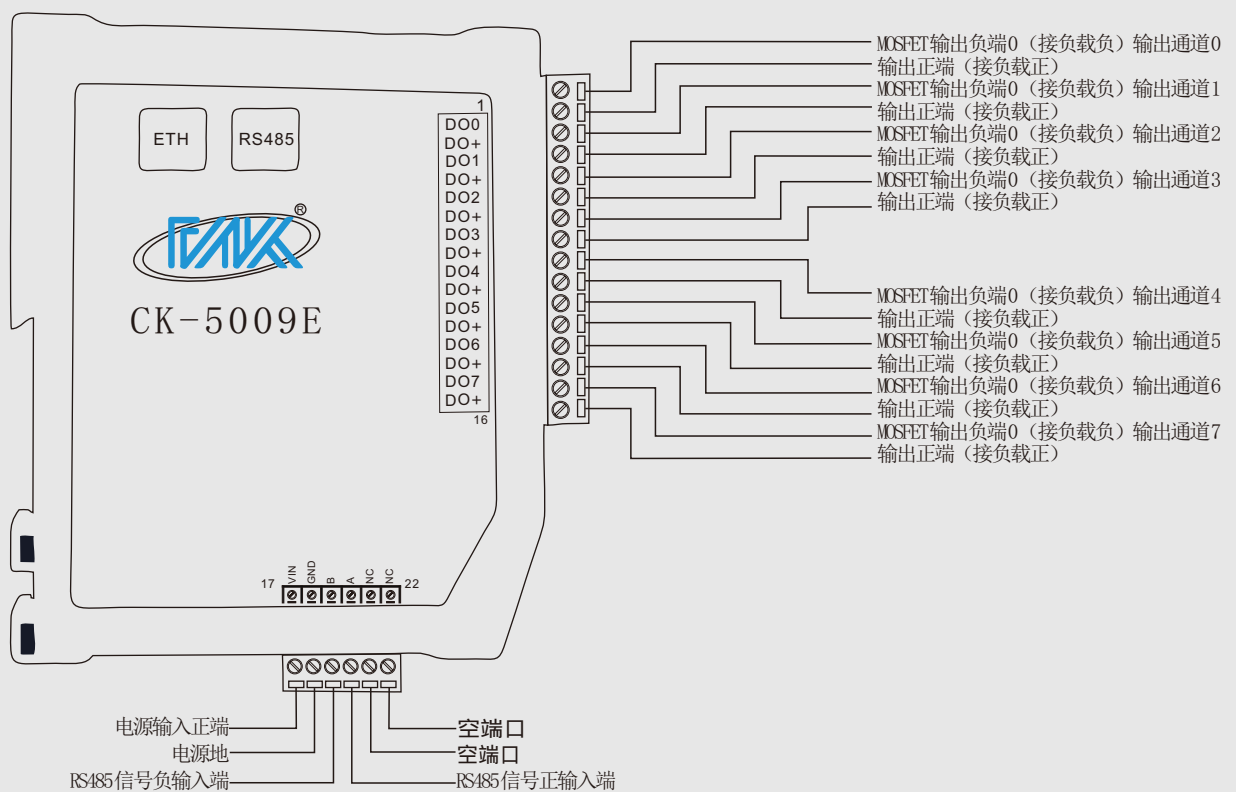 MOSFET输出负端0（接负载负）输出通道0
输出正端（接负载正）
MOSFET输出负端0（接负载负）输出通道1
输出正端（接负载正）
MOSFET输出负端0（接负载负）输出通道2
输出正端（接负载正）
MOSFET输出负端0（接负载负）输出通道3
输出正端（接负载正）
MOSFET输出负端0（接负载负）输出通道4
输出正端（接负载正）
MOSFET输出负端0（接负载负）输出通道5
输出正端（接负载正）
MOSFET输出负端0（接负载负）输出通道6
输出正端（接负载正）
MOSFET输出负端0（接负载负）输出通道7
输出正端（接负载正）
ETH
RS485
®
CK-5009E
1
DO0
DO+
DO1
DO+
DO2
DO+
DO3
DO+
DO4
DO+
DO5
DO+
DO6
DO+
DO7
DO+
16
17 VIN GND B A NC NC 22
电源输入正端
电源地
RS485信号负输入端
空端口
空端口
RS485信号正输入端